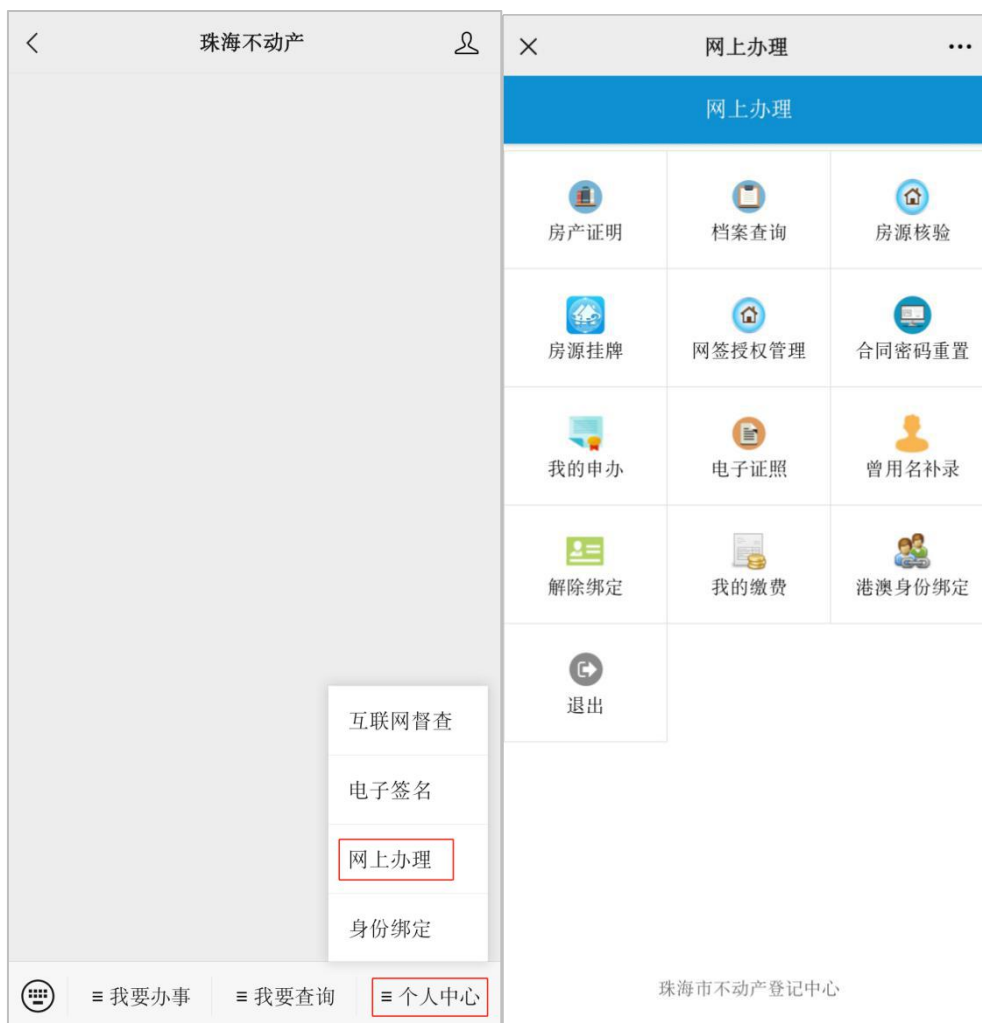 珠海不动产
互联网督查
电子签名
网上办理
身份绑定
我要办事
我要查询
个人中心
网上办理
网上办理
房产证明
档案查询
房源核验
房源挂牌
网签授权管理
合同密码重置
我的申办
电子证照
曾用名补录
解除绑定
我的缴费
港澳身份绑定
退出
珠海市不动产登记中心